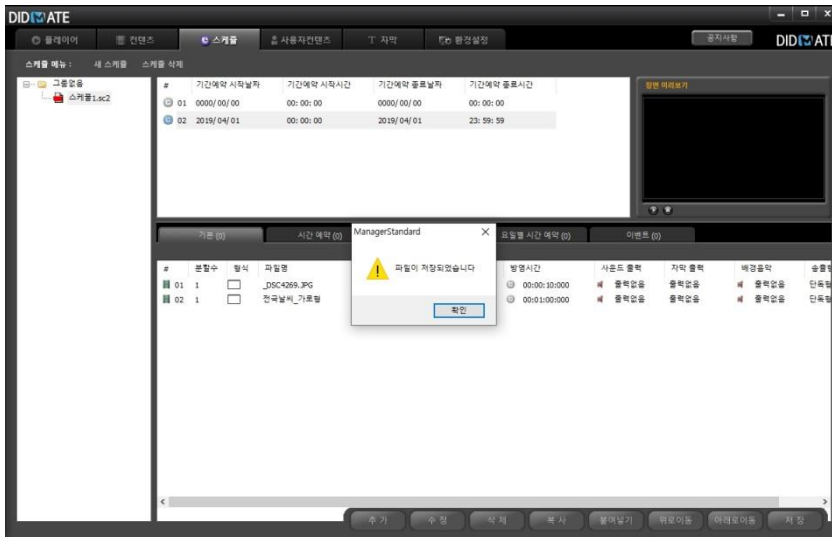 DIDMATE
플레이어 컨텐츠 스케줄 사용자컨텐츠 T 자막 환경설정 공지사항 DIDMATE
스케줄 메뉴 : 새 스케줄 스케줄 삭제
그룹없음
스케줄1.sc2
# 기간예약 시작날짜 기간예약 시작시간 기간예약 종료날짜 기간예약 종료시간
01 0000/00/00 00:00:00 0000/00/00 00:00:00
02 2019/04/01 00:00:00 2019/04/01 23:59:59
화면 미리보기
기본 (0) 시간 예약 (0) 요일별 시간 예약 (0) 이벤트 (0)
ManagerStandard
파일이 저장되었습니다
확인
# 분할수 형식 파일명 방영시간 사운드 출력 자막 출력 배경음악
01 1 _DSC4269.JPG 00:00:10:000 출력없음 출력없음 출력없음 단독형
02 1 전국날씨_가로형 00:01:00:000 출력없음 출력없음 출력없음 단독형
추가 수정 삭제 복사 붙여넣기 위로이동 아래로이동 저장